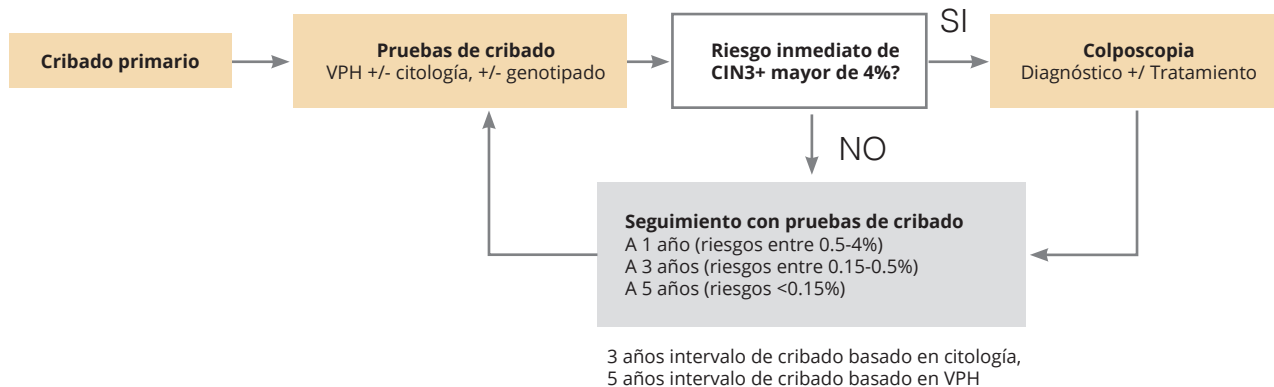 Cribado primario
Pruebas de cribado
VPH +/- citología, +/- genotipado
Riesgo inmediato de
CIN3+ mayor de 4%?
SI
Colposcopia
Diagnóstico +/ Tratamiento
NO
Seguimiento con pruebas de cribado
A 1 año (riesgos entre 0.5-4%)
A 3 años (riesgos entre 0.15-0.5%)
A 5 años (riesgos <0.15%)
3 años intervalo de cribado basado en citología,
5 años intervalo de cribado basado en VPH